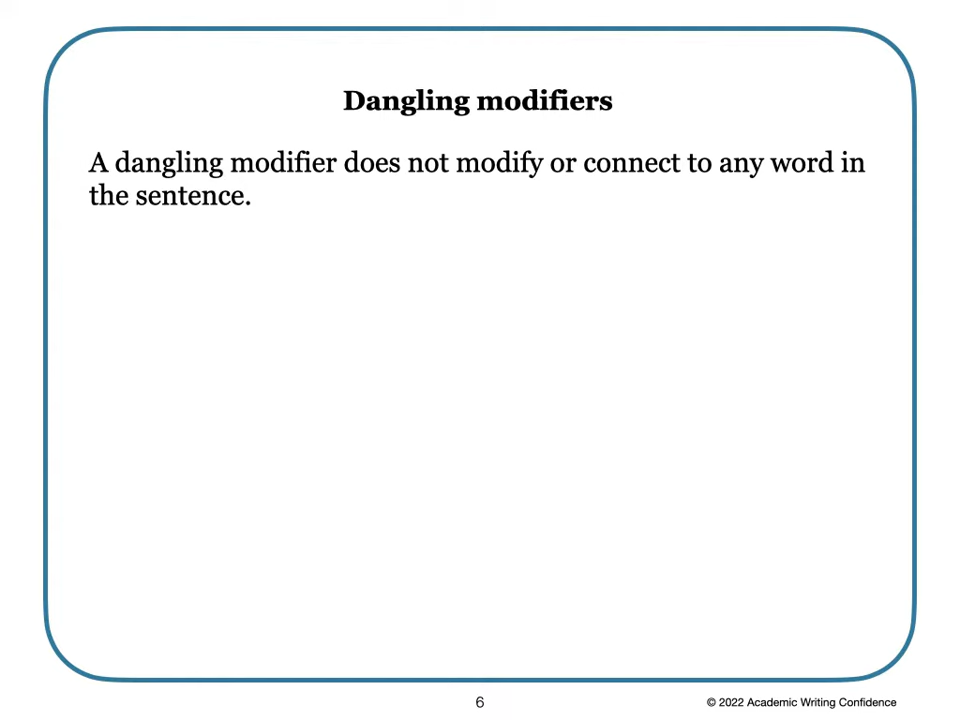 Dangling modifiers
A dangling modifier does not modify or connect to any word in
the sentence.
6
© 2022 Academic Writing Confidence